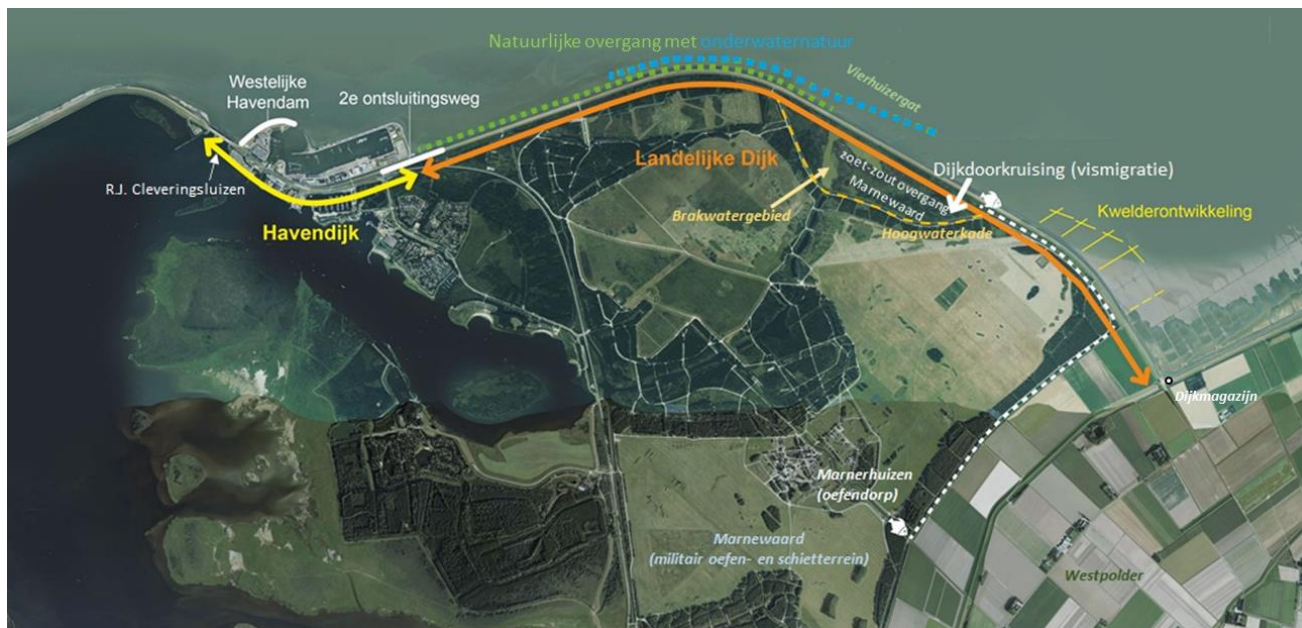 Natuurlijke overgang met onderwaternatuur
Westelijke
Havendam
2e ontsluitingsweg
Vierhuizergat
R.J. Cleveringsluizen
Havendijk
Landelijke Dijk
Brakwatergebied
zoet-zout overgang
Marnewaard
Dijkdoorkruising (vismigratie)
Hoogwaterkade
Kwelderontwikkeling
Dijkmagazijn
Marnerhuizen
(oefendorp)
Marnewaard
(militair oefen- en schietterrein)
Westpolder